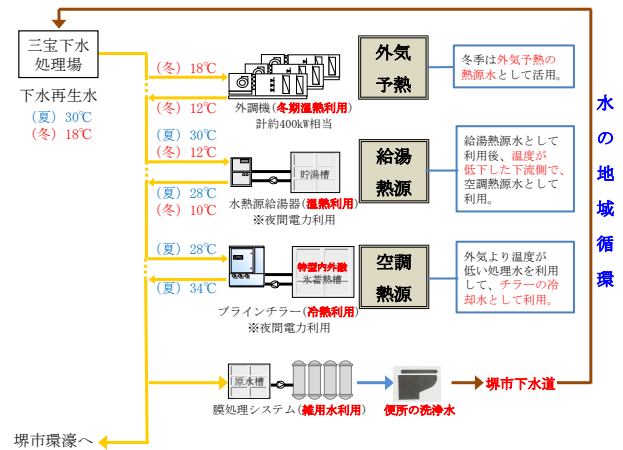 三宝下水
処理場
下水再生水
（夏）30℃
（冬）18℃
（冬）18℃
（冬）12℃
外調機（冬期温熱利用）
計約400kW相当
外気
予熱
冬季は外気予熱の
熱源水として活用。
（夏）30℃
（冬）12℃
貯湯槽
（夏）28℃
（冬）10℃
水熱源給湯器（温熱利用）
※夜間電力利用
給湯
熱源
給湯熱源水として
利用後、温度が
低下した下流側で、
空調熱源水として
利用。
（夏）28℃
（夏）34℃
特型内外融
氷蓄熱槽
ブラインチラー（冷熱利用）
※夜間電力利用
空調
熱源
外気より温度が
低い処理水を利用
して、チラーの冷
却水として利用。
水の地域循環
原水槽
膜処理システム（雑用水利用）
便所の洗浄水
堺市下水道
堺市環濠へ